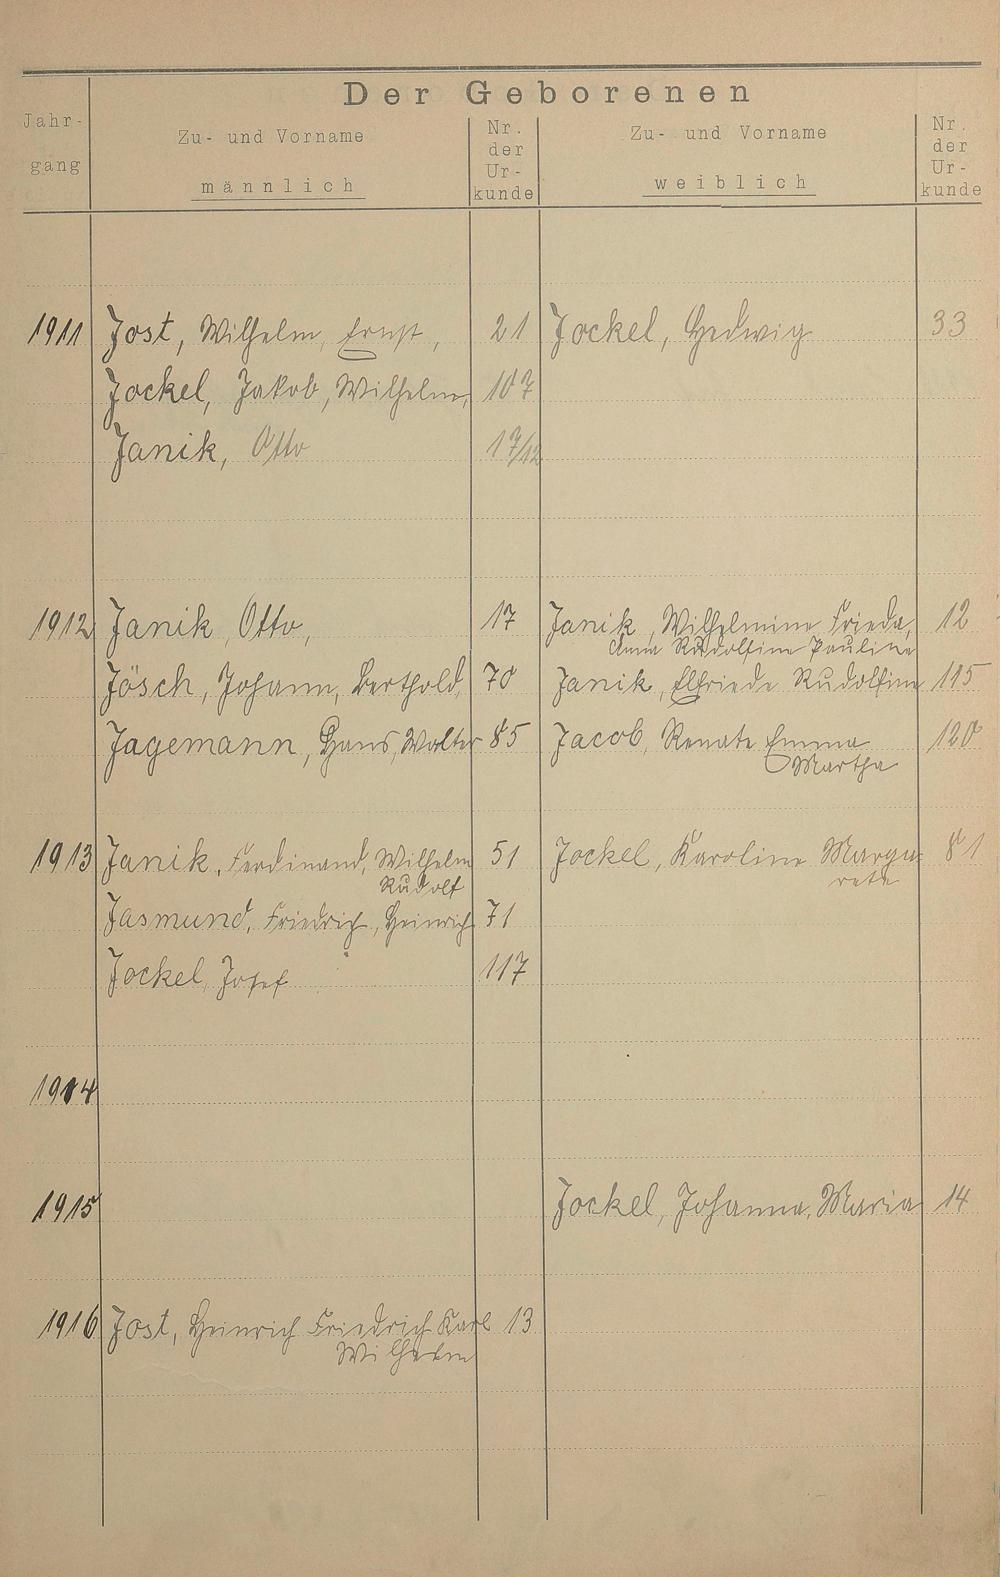 Der Geborenen
Jahr-
gang
Zu- und Vorname
männlich
Nr.
der
Ur-
kunde
Zu- und Vorname
weiblich
Nr.
der
Ur-
kunde
1911 Jost, Wilhelm, Ernst, 21 Jockel, Hedwig 33
Jockel, Jakob, Wilhelm, 107
Janik, Otto 17/12
1912 Janik, Otto, 17 Janik, Wilhelmine Frieda, 12
Anna Rudolfine Pauline
Jösch, Johann, Berthold, 70 Janik, Elfriede Rudolfine 115
Jagemann, Hans, Walter 85 Jacob, Renate Emma 120
Martha
1913 Janik, Ferdinand, Wilhelm 51 Jockel, Karoline Marga- 81
Rudolf rete
Jasmund, Friedrich, Heinrich 71
Jockel, Josef 117
1914
1915 Jockel, Johanna, Maria 14
1916 Jost, Heinrich Friedrich Karl 13
Wilhelm